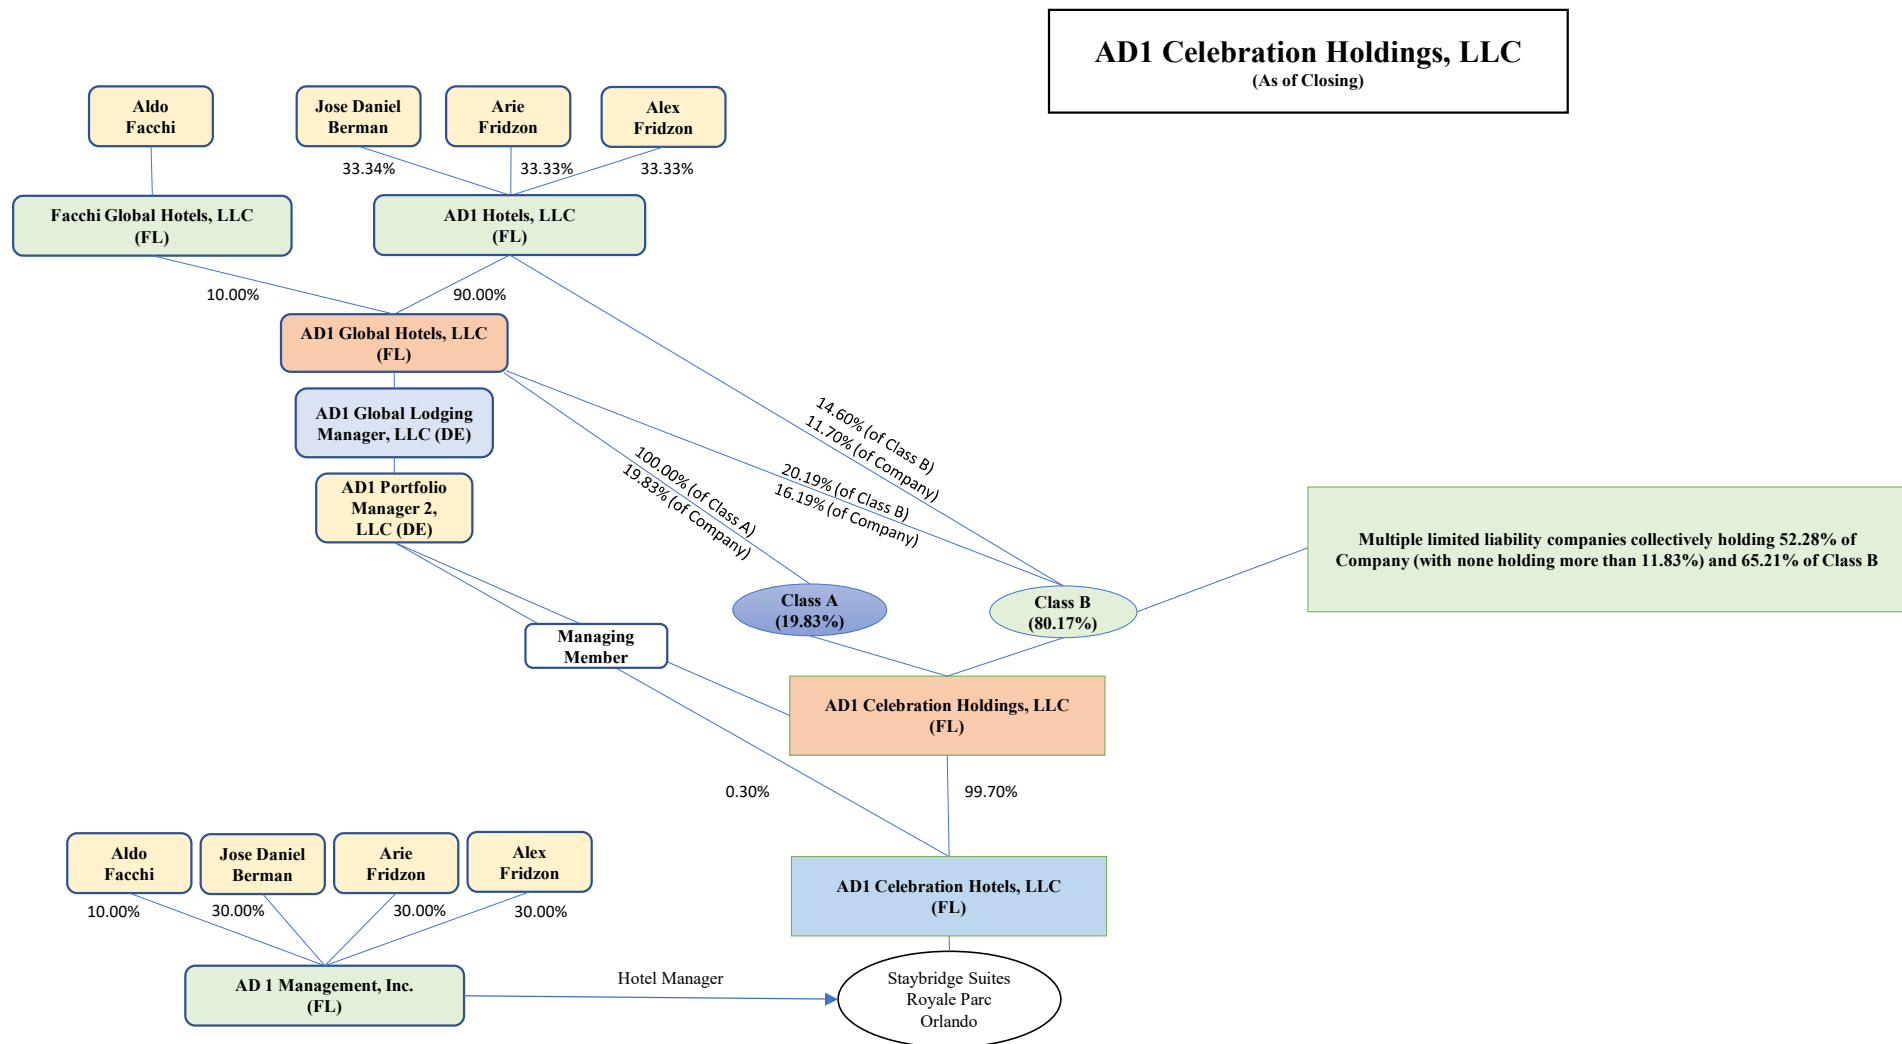 AD1 Celebration Holdings, LLC
(As of Closing)
Aldo
Facchi
Jose Daniel
Berman
Arie
Fridzon
Alex
Fridzon
33.34%
33.33%
33.33%
Facchi Global Hotels, LLC
(FL)
AD1 Hotels, LLC
(FL)
10.00%
90.00%
AD1 Global Hotels, LLC
(FL)
AD1 Global Lodging
Manager, LLC (DE)
AD1 Portfolio
Manager 2,
LLC (DE)
14.60% (of Class B)
11.70% (of Company)
20.19% (of Class B)
16.19% (of Company)
100.00% (of Class A)
19.83% (of Company)
Multiple limited liability companies collectively holding 52.28% of
Company (with none holding more than 11.83%) and 65.21% of Class B
Class A
(19.83%)
Class B
(80.17%)
Managing
Member
AD1 Celebration Holdings, LLC
(FL)
0.30%
99.70%
Aldo
Facchi
Jose Daniel
Berman
Arie
Fridzon
Alex
Fridzon
10.00%
30.00%
30.00%
30.00%
AD1 Celebration Hotels, LLC
(FL)
AD 1 Management, Inc.
(FL)
Hotel Manager
Staybridge Suites
Royale Parc
Orlando